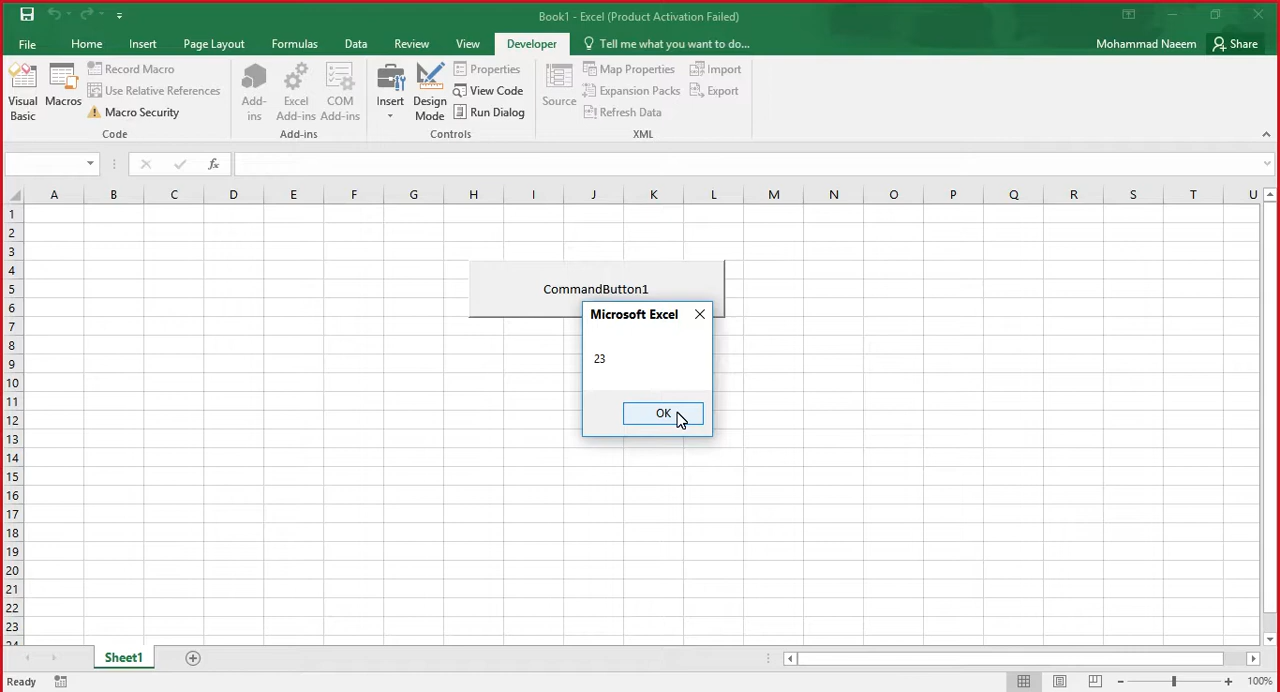 Book1 - Excel (Product Activation Failed)
File Home Insert Page Layout Formulas Data Review View Developer Tell me what you want to do... Mohammad Naeem Share
Visual Basic
Macros
Record Macro
Use Relative References
Macro Security
Code
Add-ins
Excel Add-ins
COM Add-ins
Add-ins
Insert
Design Mode
Properties
View Code
Run Dialog
Controls
Source
Map Properties
Expansion Packs
Refresh Data
Import
Export
XML
fx
A B C D E F G H I J K L M N O P Q R S T U
1
2
3
4
5
6
7
8
9
10
11
12
13
14
15
16
17
18
19
20
21
22
23
24
CommandButton1
Microsoft Excel
23
OK
Sheet1
Ready
100%